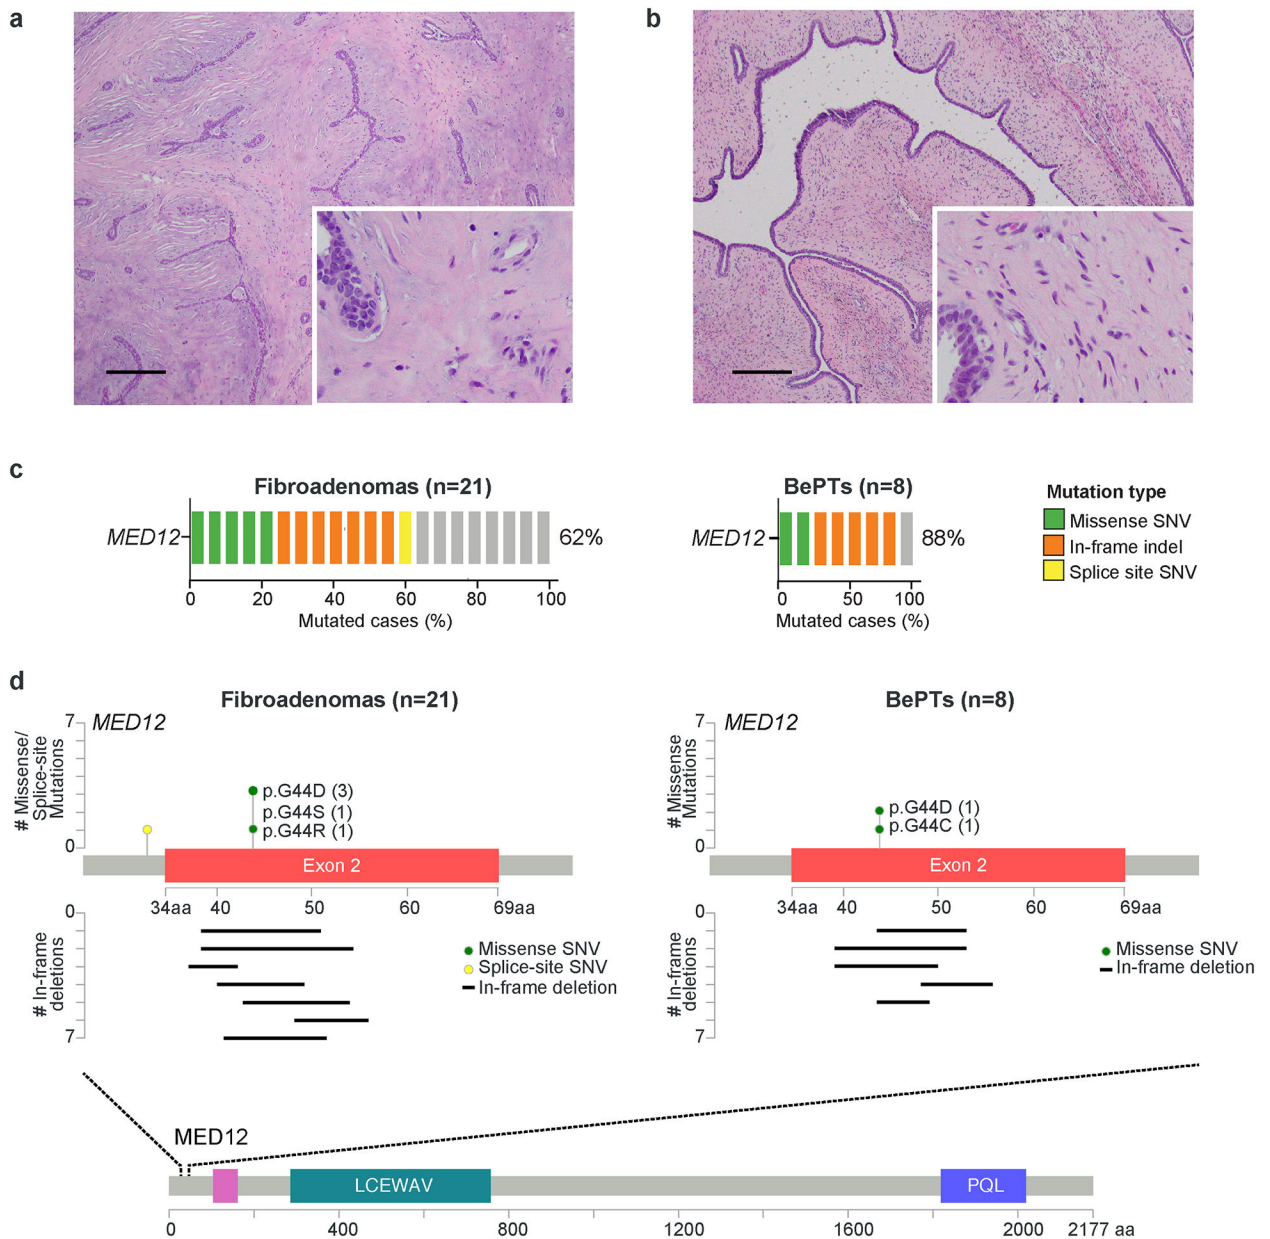 a
b
c
Fibroadenomas (n=21)
MED12
62%
0 20 40 60 80 100
Mutated cases (%)
BePTs (n=8)
MED12
88%
0 50 100
Mutated cases (%)
Mutation type
Missense SNV
In-frame indel
Splice site SNV
d
Fibroadenomas (n=21)
MED12
# Missense/
Splice-site
Mutations
7
0
p.G44D (3)
p.G44S (1)
p.G44R (1)
Exon 2
34aa 40 50 60 69aa
# In-frame
deletions
0
7
Missense SNV
Splice-site SNV
In-frame deletion
BePTs (n=8)
MED12
# Missense
Mutations
7
0
p.G44D (1)
p.G44C (1)
Exon 2
34aa 40 50 60 69aa
# In-frame
deletions
0
7
Missense SNV
In-frame deletion
MED12
LCEWAV
PQL
0 400 800 1200 1600 2000 2177 aa